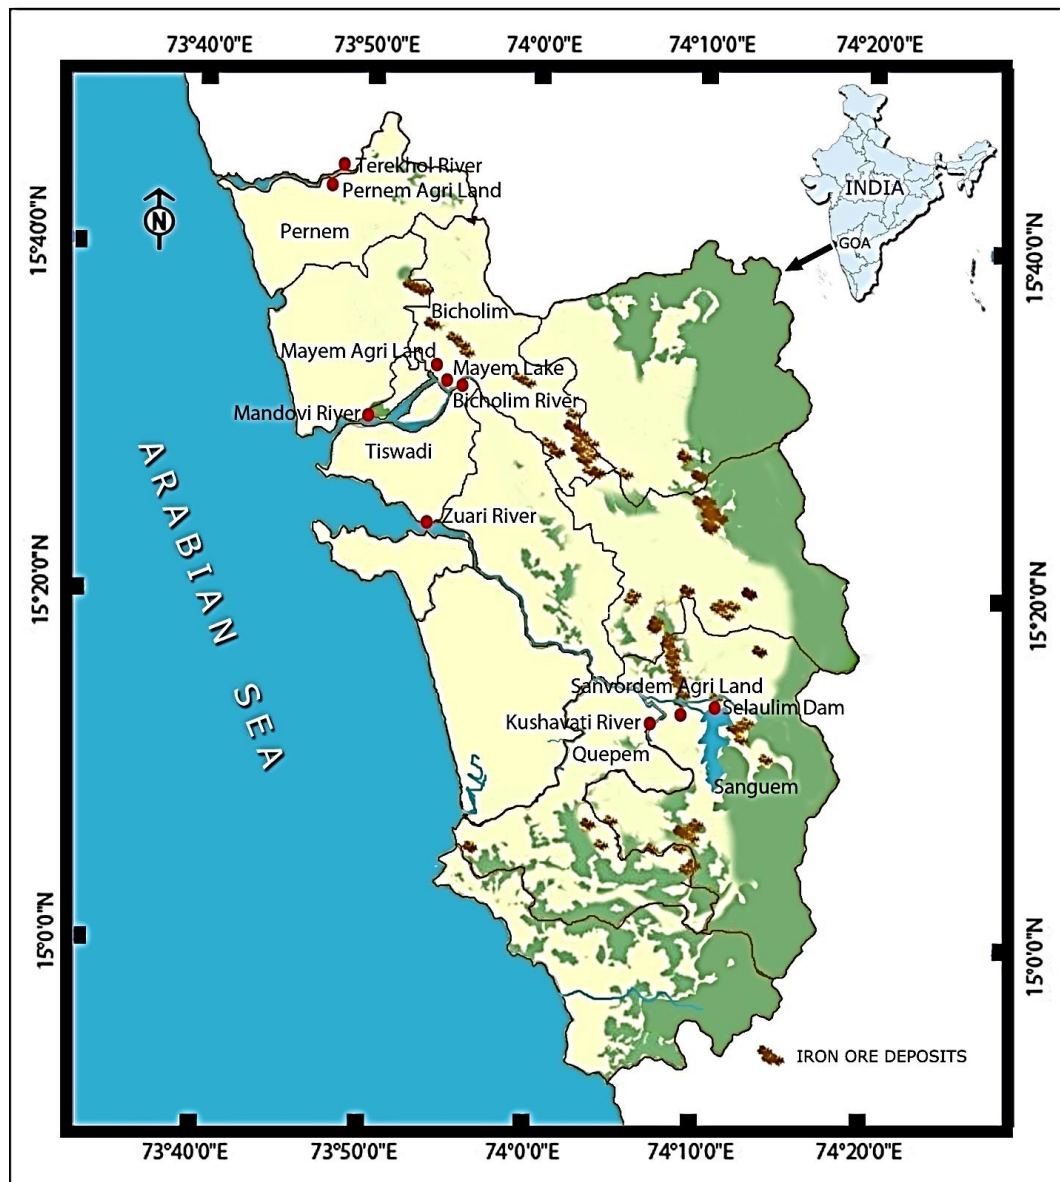 73°40'0"E
73°50'0"E
74°0'0"E
74°10'0"E
74°20'0"E
15°40'0"N
15°20'0"N
15°0'0"N
N
Terekhol River
Pernem Agri Land
Pernem
INDIA
GOA
15°40'0"N
Bicholim
Mayem Agri Land
Mayem Lake
Bicholim River
Mandovi River
Tiswadi
Zuari River
ARABIAN SEA
15°20'0"N
Sanvordem Agri Land
Selaulim Dam
Kushavati River
Quepem
Sanguem
15°0'0"N
IRON ORE DEPOSITS
73°40'0"E
73°50'0"E
74°0'0"E
74°10'0"E
74°20'0"E